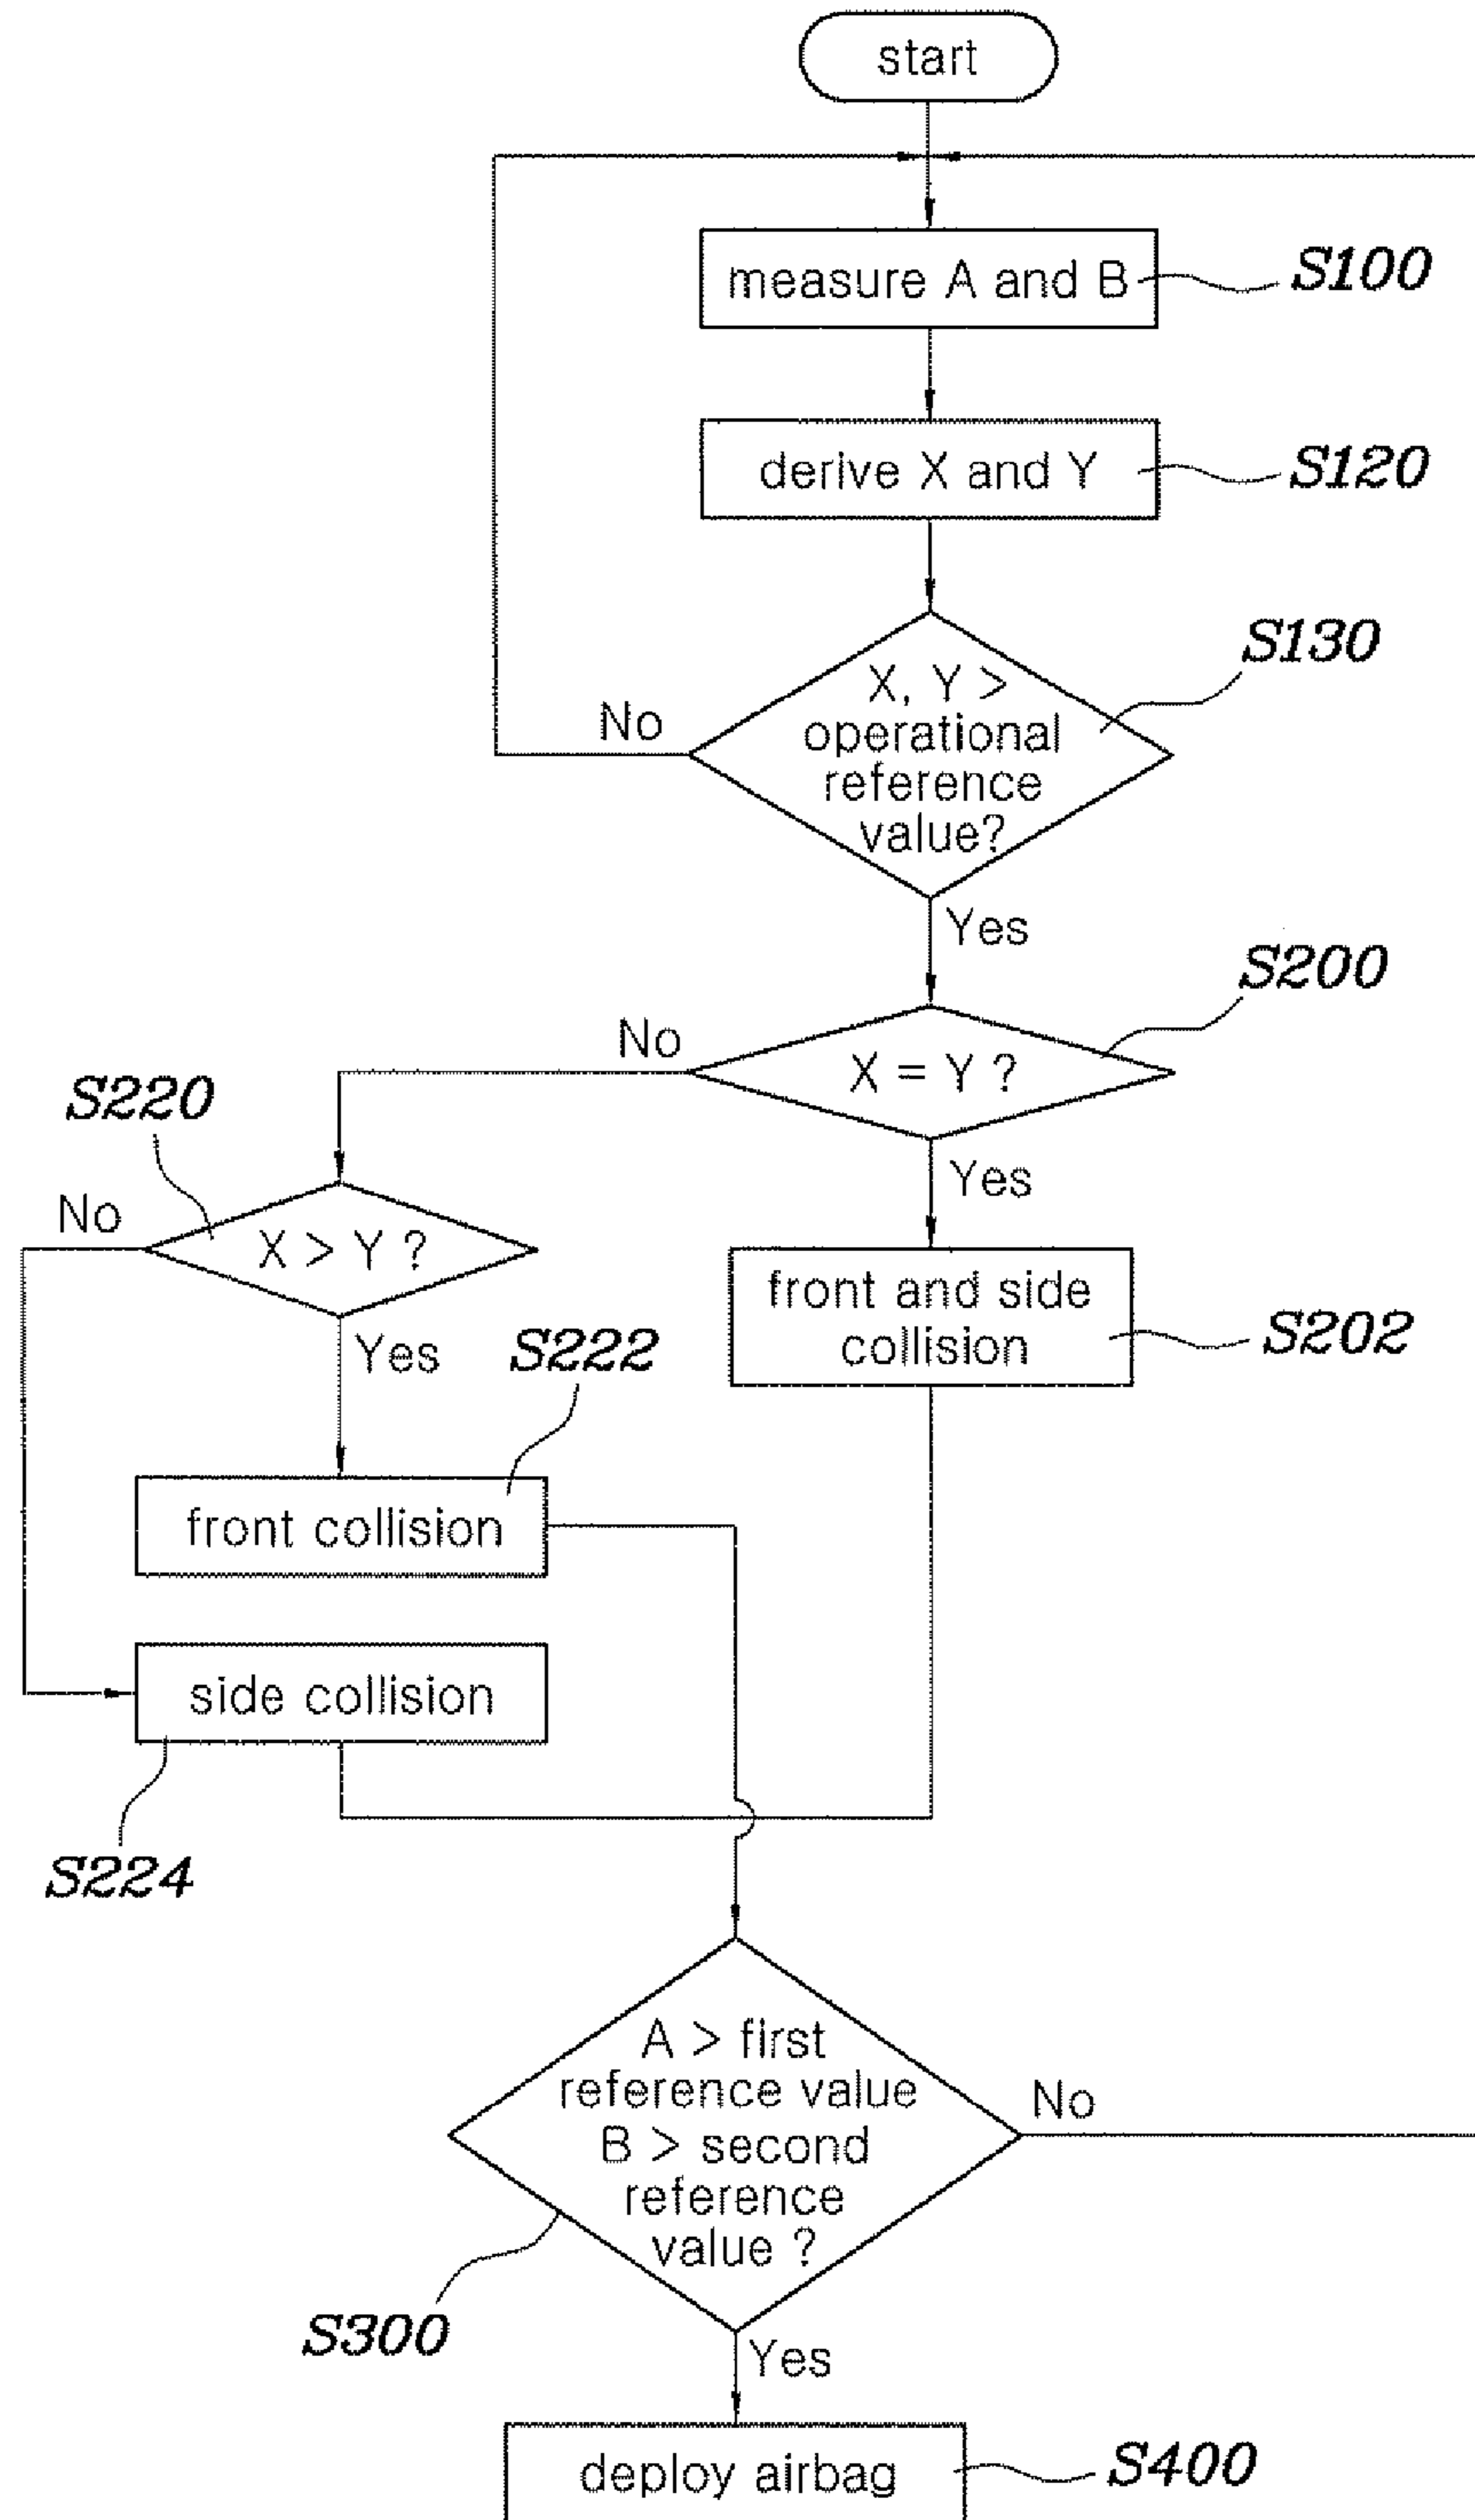 start
measure A and B
S100
derive X and Y
S120
S130
X, Y >
operational
reference
value?
No
Yes
S200
No
X = Y ?
S220
Yes
No
X > Y ?
front and side
collision
S202
Yes
S222
front collision
side collision
S224
A > first
reference value
B > second
reference
value ?
No
S300
Yes
deploy airbag
S400